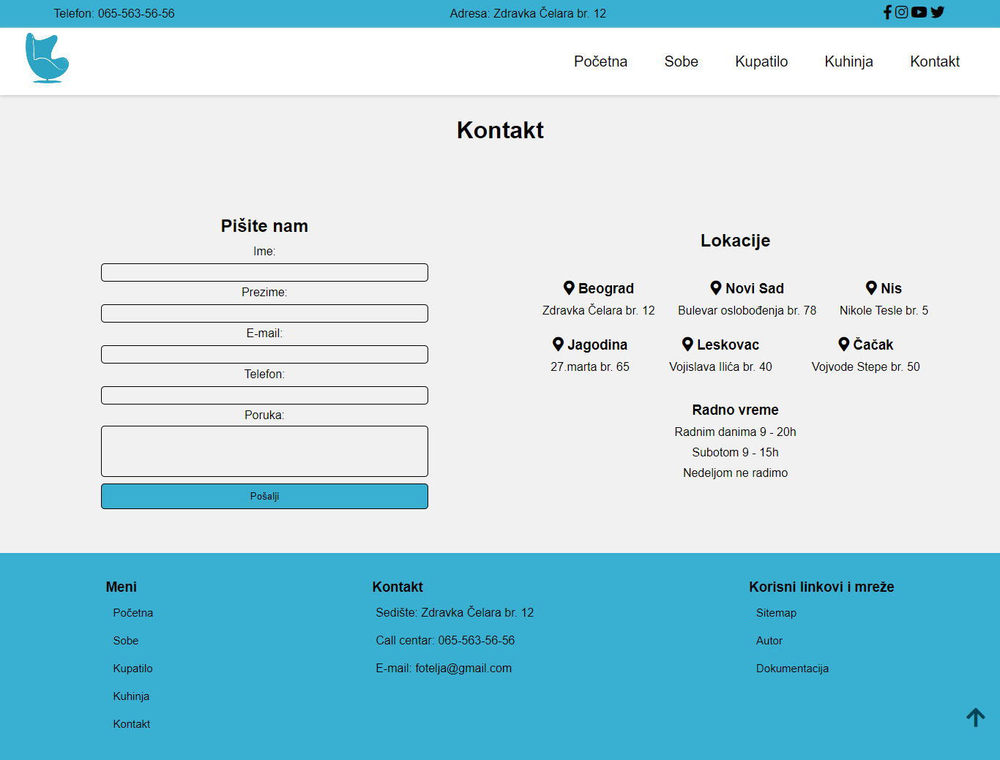 Telefon: 065-563-56-56
Adresa: Zdravka Čelara br. 12
Početna
Sobe
Kupatilo
Kuhinja
Kontakt
Kontakt
Pišite nam
Ime:
Prezime:
E-mail:
Telefon:
Poruka:
Pošalji
Lokacije
Beograd
Zdravka Čelara br. 12
Novi Sad
Bulevar oslobođenja br. 78
Nis
Nikole Tesle br. 5
Jagodina
27.marta br. 65
Leskovac
Vojislava Ilića br. 40
Čačak
Vojvode Stepe br. 50
Radno vreme
Radnim danima 9 - 20h
Subotom 9 - 15h
Nedeljom ne radimo
Meni
Početna
Sobe
Kupatilo
Kuhinja
Kontakt
Kontakt
Sedište: Zdravka Čelara br. 12
Call centar: 065-563-56-56
E-mail: fotelja@gmail.com
Korisni linkovi i mreže
Sitemap
Autor
Dokumentacija